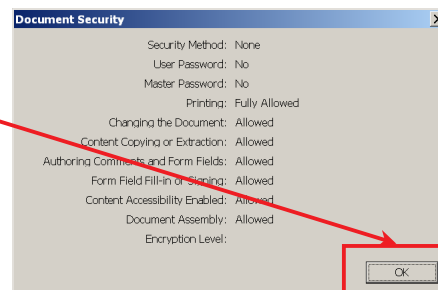 Document Security
Security Method: None
User Password: No
Master Password: No
Printing: Fully Allowed
Changing the Document: Allowed
Content Copying or Extraction: Allowed
Authoring Comments and Form Fields: Allowed
Form Field Fill-in or Signing: Allowed
Content Accessibility Enabled: Allowed
Document Assembly: Allowed
Encryption Level:
OK